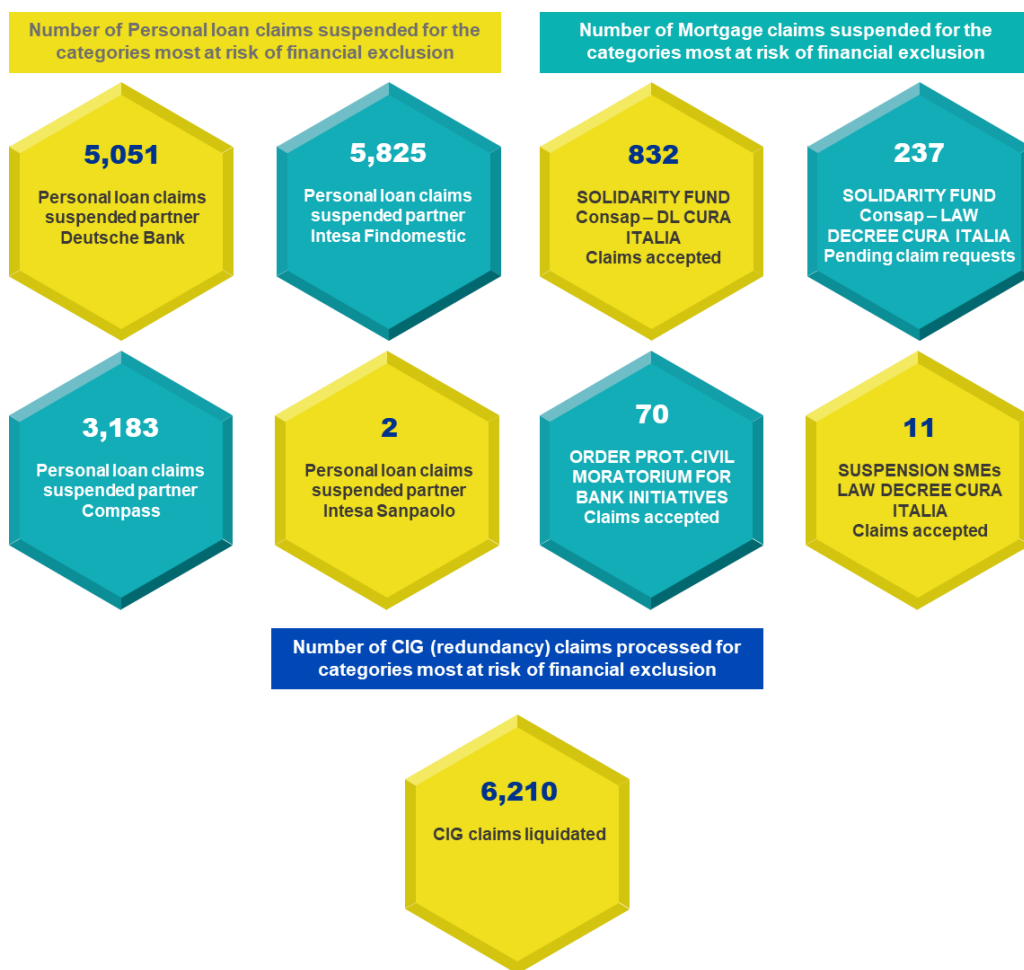 Number of Personal loan claims suspended for the
categories most at risk of financial exclusion
5,051
Personal loan claims
suspended partner
Deutsche Bank
5,825
Personal loan claims
suspended partner
Intesa Findomestic
3,183
Personal loan claims
suspended partner
Compass
2
Personal loan claims
suspended partner
Intesa Sanpaolo
Number of Mortgage claims suspended for the
categories most at risk of financial exclusion
832
SOLIDARITY FUND
Consap – DL CURA
ITALIA
Claims accepted
237
SOLIDARITY FUND
Consap – LAW
DECREE CURA ITALIA
Pending claim requests
70
ORDER PROT. CIVIL
MORATORIUM FOR
BANK INITIATIVES
Claims accepted
11
SUSPENSION SMEs
LAW DECREE CURA
ITALIA
Claims accepted
Number of CIG (redundancy) claims processed for
categories most at risk of financial exclusion
6,210
CIG claims liquidated